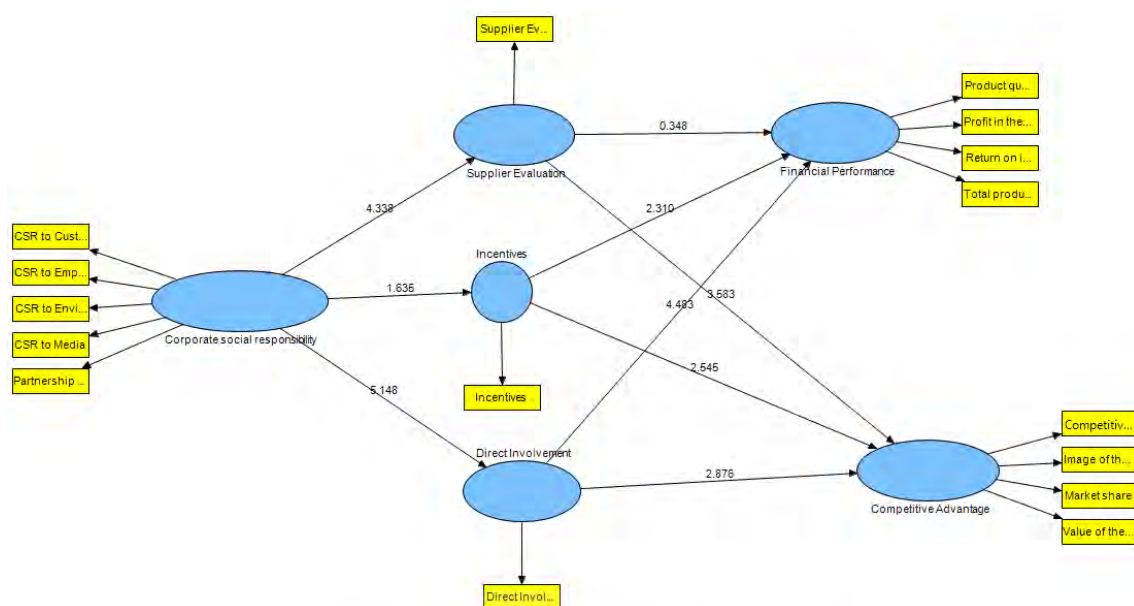 Supplier Ev...
Product qu...
Profit in the...
Return on i...
Total produ...
0.348
Supplier Evaluation
Financial Performance
4.338
2.310
CSR to Cust...
CSR to Emp...
CSR to Envi...
CSR to Media
Partnership ...
Incentives
1.635
4.483
3.583
Corporate social responsibility
2.545
5.148
Incentives
Direct Involvement
2.876
Competitiv...
Image of th...
Market share
Value of the...
Competitive Advantage
Direct Invol...